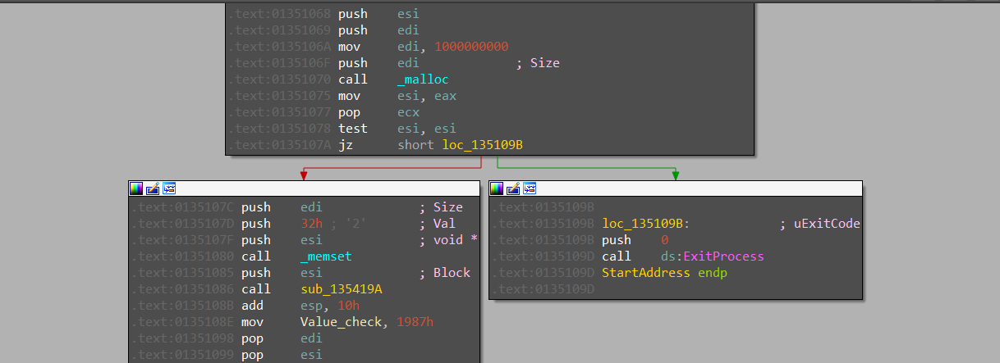 .text:01351068 push    esi
.text:01351069 push    edi
.text:0135106A mov     edi, 1000000000
.text:0135106F push    edi             ; Size
.text:01351070 call    _malloc
.text:01351075 mov     esi, eax
.text:01351077 pop     ecx
.text:01351078 test    esi, esi
.text:0135107A jz      short loc_135109B
.text:0135107C push    edi             ; Size
.text:0135107D push    32h ; '2'       ; Val
.text:0135107F push    esi             ; void *
.text:01351080 call    _memset
.text:01351085 push    esi             ; Block
.text:01351086 call    sub_135419A
.text:0135108B add     esp, 10h
.text:0135108E mov     Value_check, 1987h
.text:01351098 pop     edi
.text:01351099 pop     esi
.text:0135109B
.text:0135109B loc_135109B:            ; uExitCode
.text:0135109B push    0
.text:0135109D call    ds:ExitProcess
.text:0135109D StartAddress endp
.text:0135109D